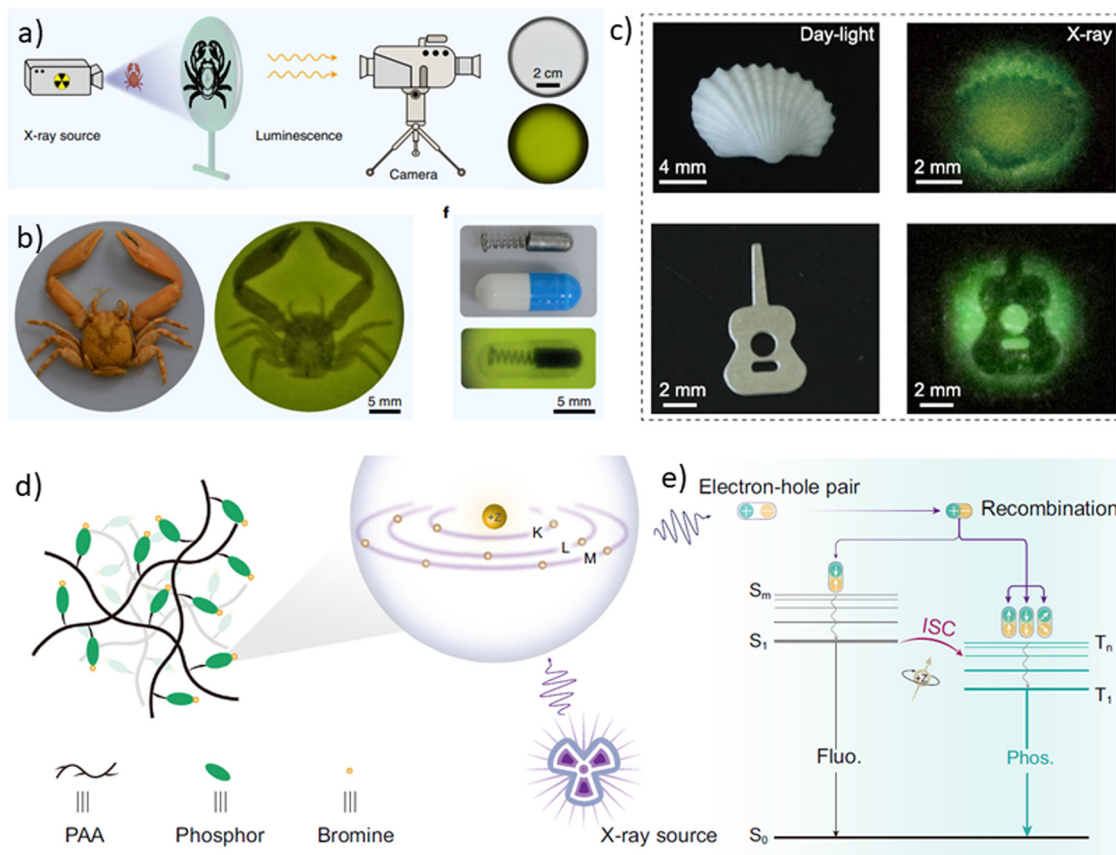 a)
X-ray source
Luminescence
Camera
2 cm
b)
5 mm
f
5 mm
c)
Day-light
X-ray
4 mm
2 mm
2 mm
2 mm
d)
+Z
K
L
M
PAA
Phosphor
Bromine
X-ray source
e)
Electron-hole pair
+ −
+ −
Recombination
Sm
S1
ISC
+Z
Tn
T1
Fluo.
Phos.
S0